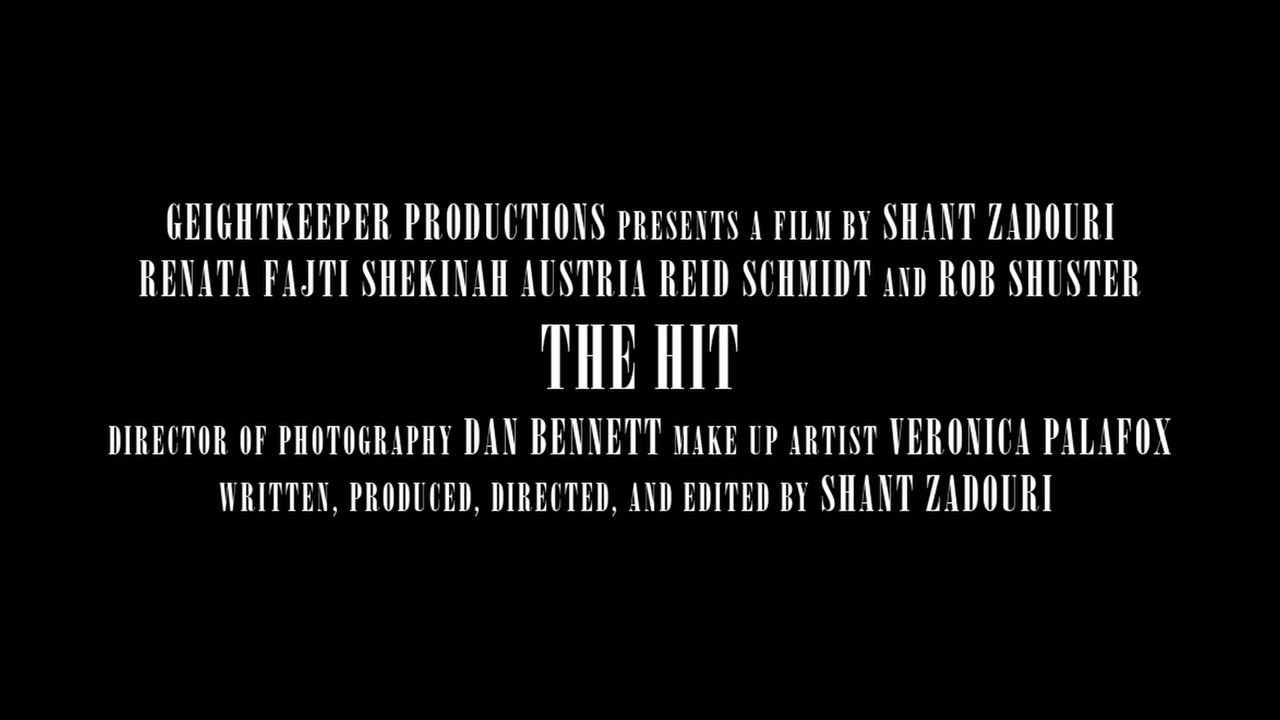 GEIGHTKEEPER PRODUCTIONS PRESENTS A FILM BY SHANT ZADOURI
RENATA FAJTI SHEKINAH AUSTRIA REID SCHMIDT AND ROB SHUSTER
THE HIT
DIRECTOR OF PHOTOGRAPHY DAN BENNETT MAKE UP ARTIST VERONICA PALAFOX
WRITTEN, PRODUCED, DIRECTED, AND EDITED BY SHANT ZADOURI